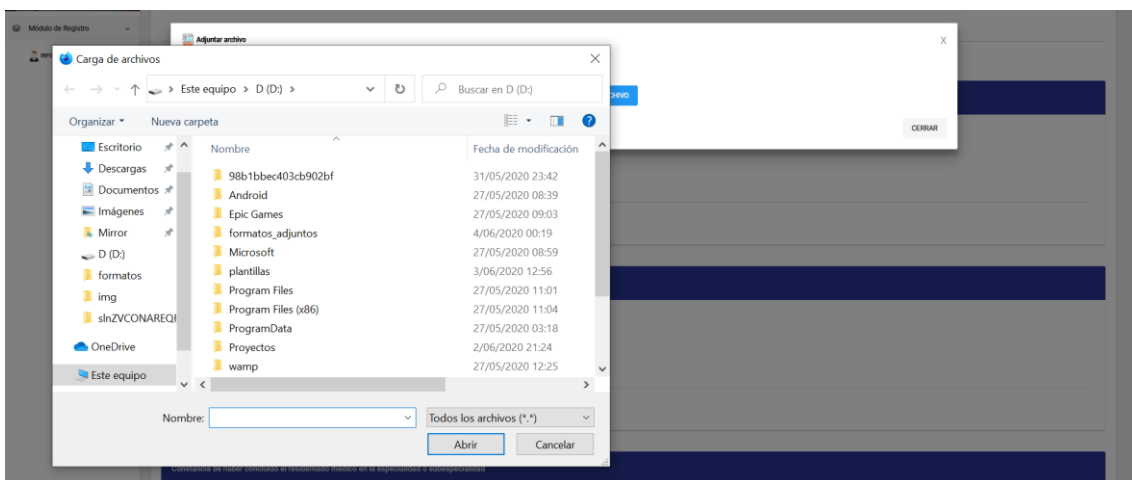 Módulo de Registro
Adjuntar archivo
X
Carga de archivos
Este equipo > D (D:) >
Buscar en D (D:)
CHIVO
Organizar
Nueva carpeta
CERRAR
Nombre
Fecha de modificación
Escritorio
Descargas
Documentos
Imágenes
Mirror
D (D:)
formatos
img
slnZVCONAREQ
OneDrive
Este equipo
98b1bbec403cb902bf 31/05/2020 23:42
Android 27/05/2020 08:39
Epic Games 27/05/2020 09:03
formatos_adjuntos 4/06/2020 00:19
Microsoft 27/05/2020 08:59
plantillas 3/06/2020 12:56
Program Files 27/05/2020 11:01
Program Files (x86) 27/05/2020 11:04
ProgramData 27/05/2020 03:18
Proyectos 2/06/2020 21:24
wamp 27/05/2020 12:25
Nombre:
Todos los archivos (*.*)
Abrir
Cancelar
Constancia de haber concluido el residentado médico en la especialidad o subespecialidad